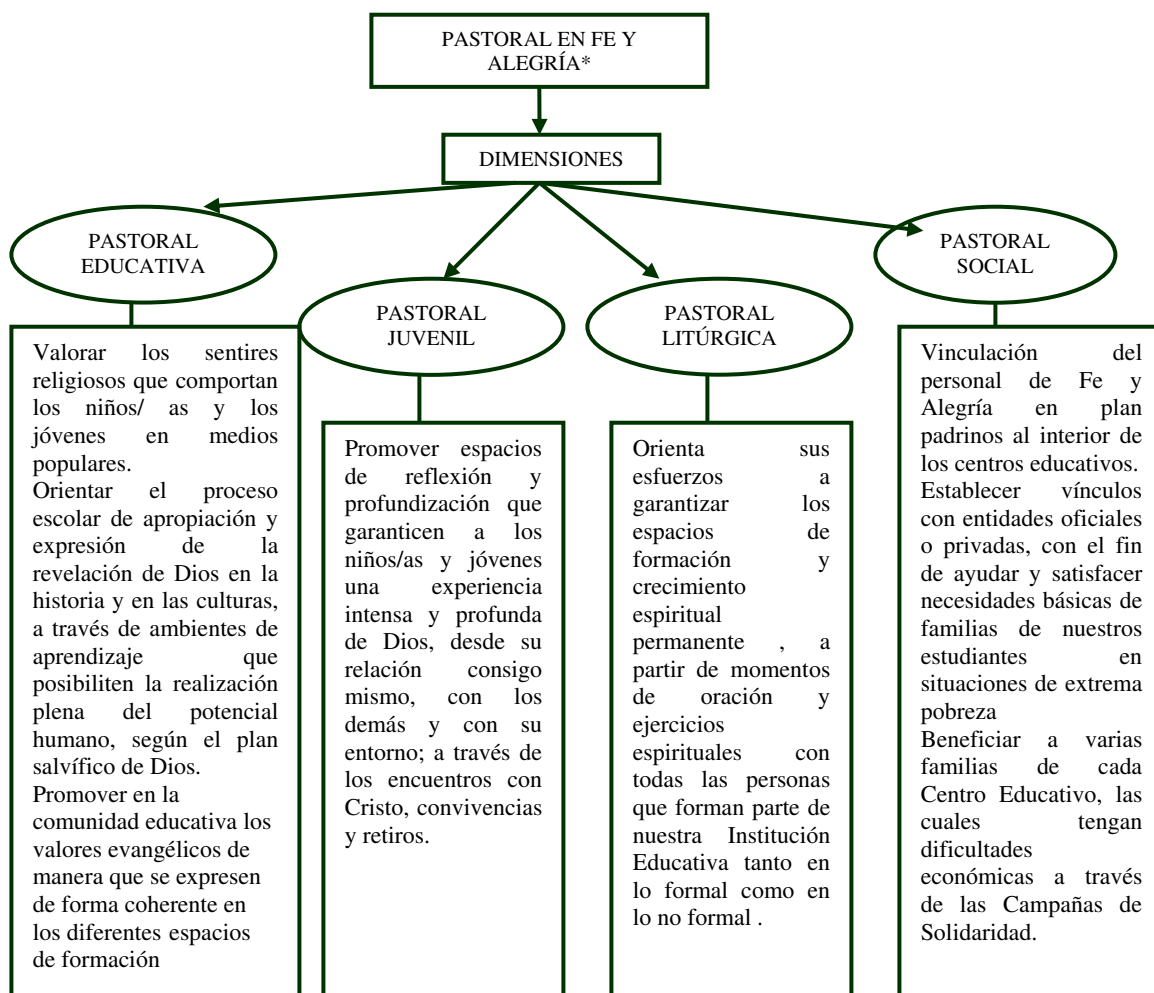 PASTORAL EN FE Y
ALEGRÍA*
DIMENSIONES
PASTORAL
EDUCATIVA
PASTORAL
JUVENIL
PASTORAL
LITÚRGICA
PASTORAL
SOCIAL
Valorar los sentires
religiosos que comportan
los niños/ as y los
jóvenes en medios
populares.
Orientar el proceso
escolar de apropiación y
expresión de la
revelación de Dios en la
historia y en las culturas,
a través de ambientes de
aprendizaje que
posibiliten la realización
plena del potencial
humano, según el plan
salvífico de Dios.
Promover en la
comunidad educativa los
valores evangélicos de
manera que se expresen
de forma coherente en
los diferentes espacios
de formación
Promover espacios
de reflexión y
profundización que
garanticen a los
niños/as y jóvenes
una experiencia
intensa y profunda
de Dios, desde su
relación consigo
mismo, con los
demás y con su
entorno; a través de
los encuentros con
Cristo, convivencias
y retiros.
Orienta sus
esfuerzos a
garantizar los
espacios de
formación y
crecimiento
espiritual
permanente , a
partir de momentos
de oración y
ejercicios
espirituales con
todas las personas
que forman parte de
nuestra Institución
Educativa tanto en
lo formal como en
lo no formal .
Vinculación del
personal de Fe y
Alegría en plan
padrinos al interior de
los centros educativos.
Establecer vínculos
con entidades oficiales
o privadas, con el fin
de ayudar y satisfacer
necesidades básicas de
familias de nuestros
estudiantes en
situaciones de extrema
pobreza
Beneficiar a varias
familias de cada
Centro Educativo, las
cuales tengan
dificultades
económicas a través
de las Campañas de
Solidaridad.